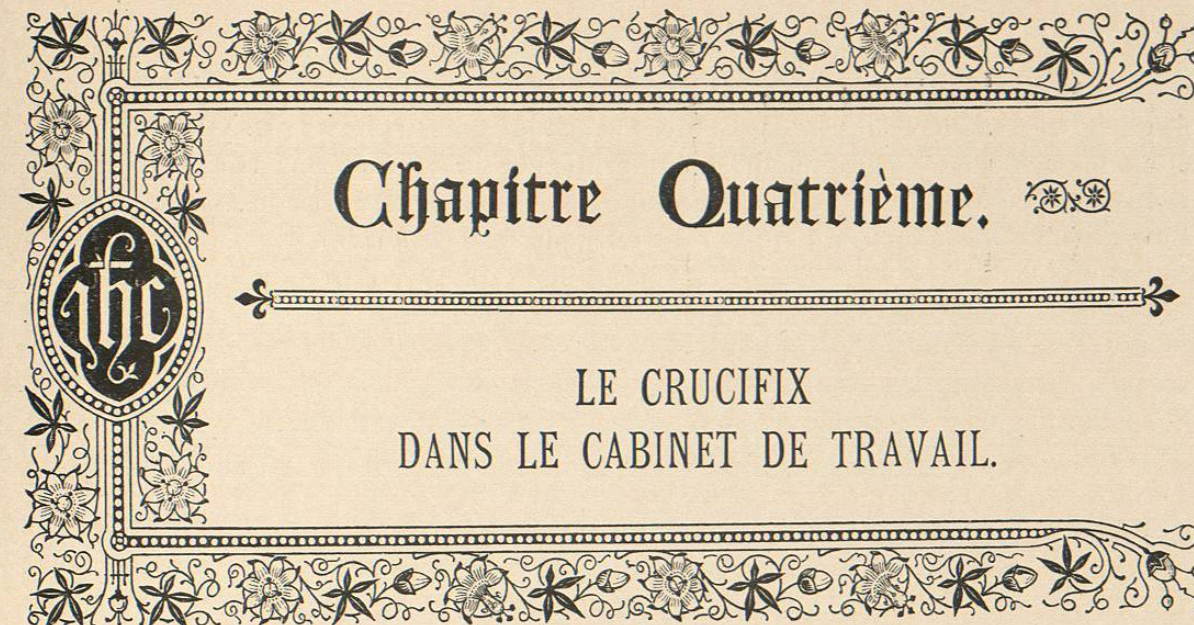 Chapitre Quatrième.
ihc
LE CRUCIFIX
DANS LE CABINET DE TRAVAIL.